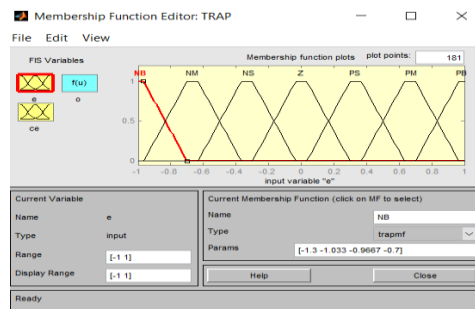 Membership Function Editor: TRAP
File Edit View
FIS Variables
Membership function plots plot points: 181
f(u)
e o
ce
NB NM NS Z PS PM PB
1
0.5
0
-1 -0.8 -0.6 -0.4 -0.2 0 0.2 0.4 0.6 0.8 1
input variable "e"
Current Variable
Name e
Type input
Range [-1 1]
Display Range [-1 1]
Current Membership Function (click on MF to select)
Name NB
Type trapmf
Params [-1.3 -1.033 -0.9667 -0.7]
Help Close
Ready